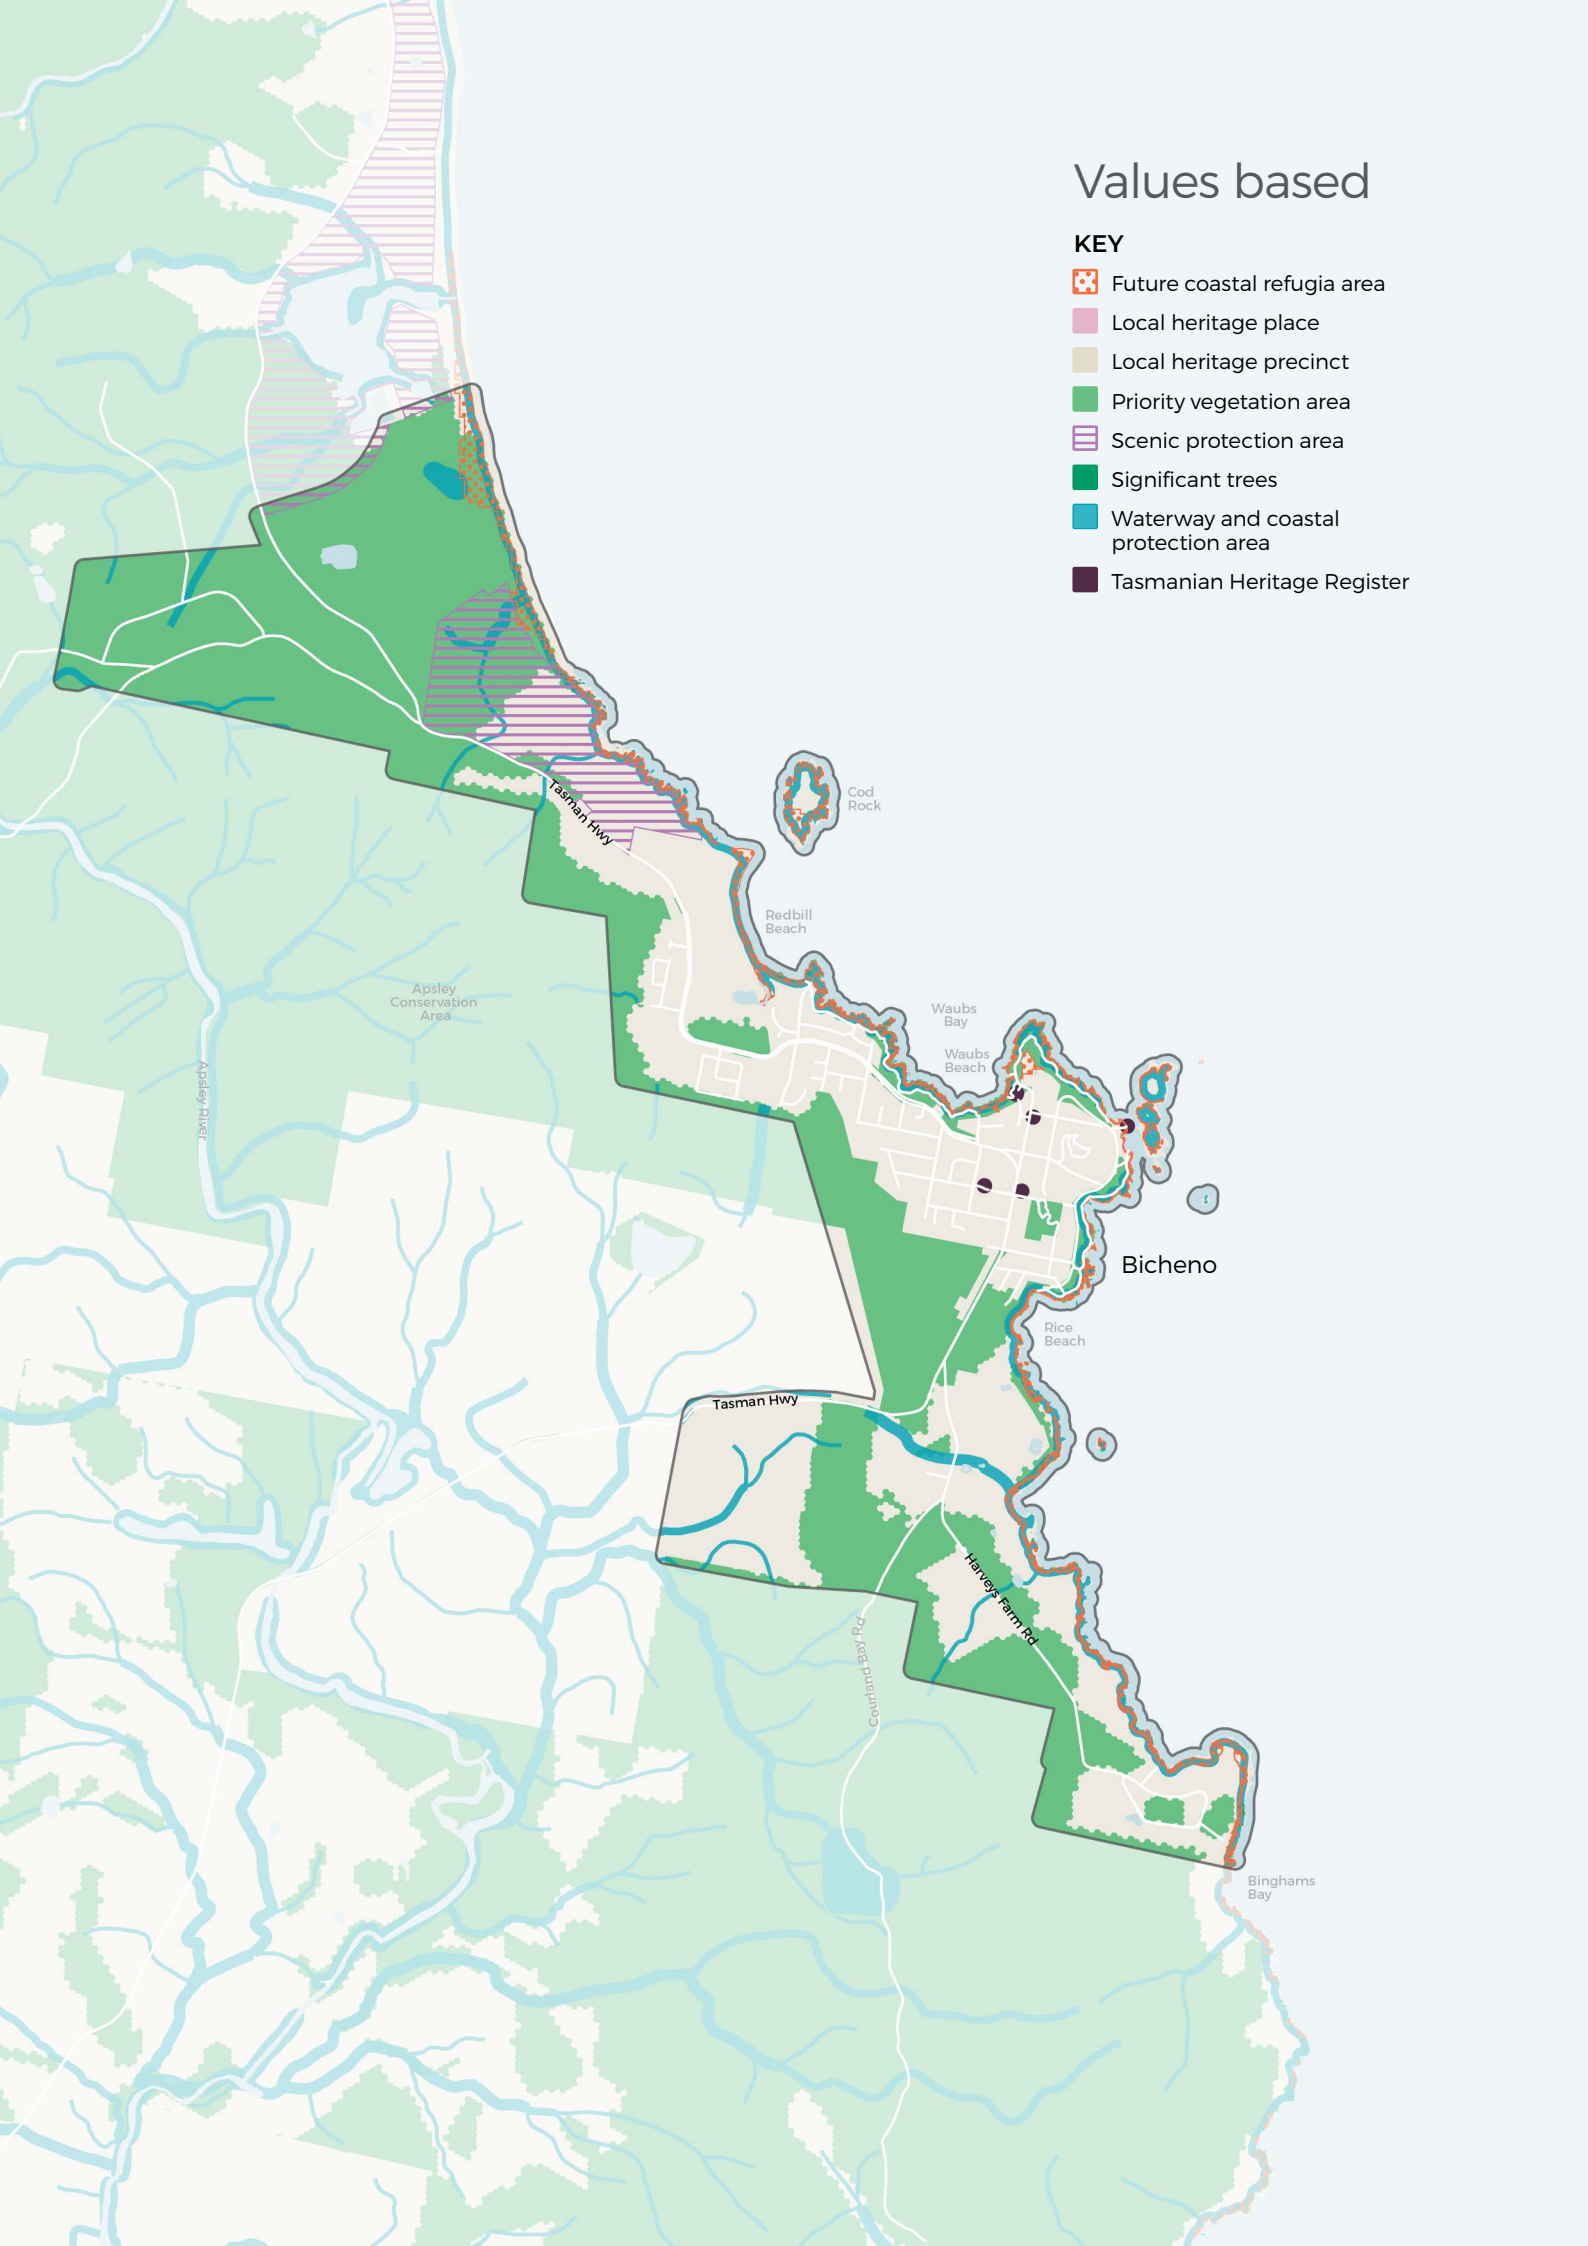 Values based
KEY
Future coastal refugia area
Local heritage place
Local heritage precinct
Priority vegetation area
Scenic protection area
Significant trees
Waterway and coastal
protection area
Tasmanian Heritage Register
Cod
Rock
Tasman Hwy
Redbill
Beach
Apsley
Conservation
Area
Waubs
Bay
Waubs
Beach
Apsley River
Bicheno
Rice
Beach
Tasman Hwy
Harveys Farm Rd
Courland Bay Rd
Binghams
Bay